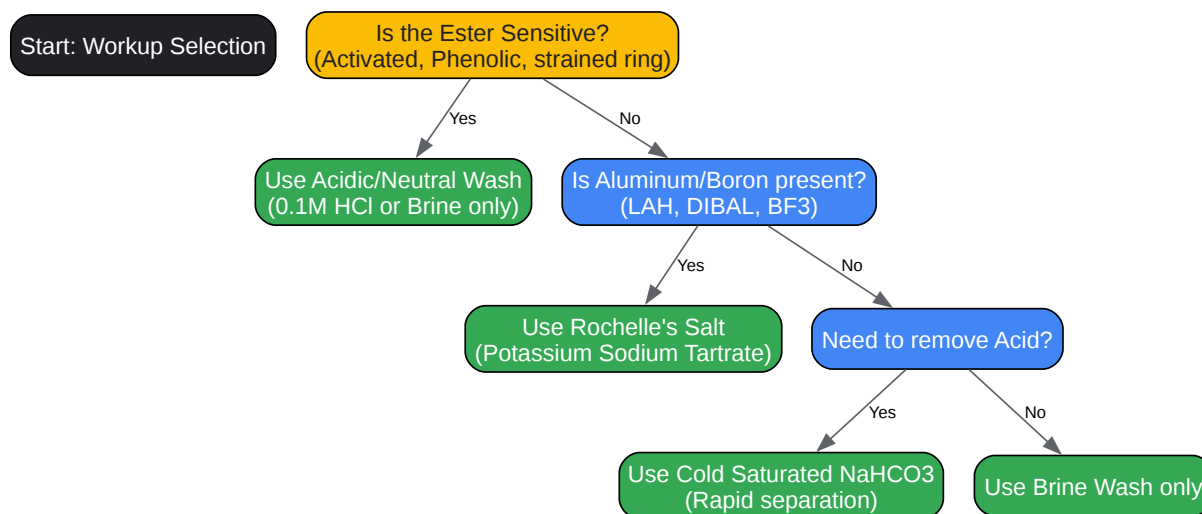 Start: Workup Selection
Is the Ester Sensitive?
(Activated, Phenolic, strained ring)
Yes
No
Use Acidic/Neutral Wash
(0.1M HCl or Brine only)
Is Aluminum/Boron present?
(LAH, DIBAL, BF3)
Yes
No
Use Rochelle's Salt
(Potassium Sodium Tartrate)
Need to remove Acid?
Yes
No
Use Cold Saturated NaHCO3
(Rapid separation)
Use Brine Wash only